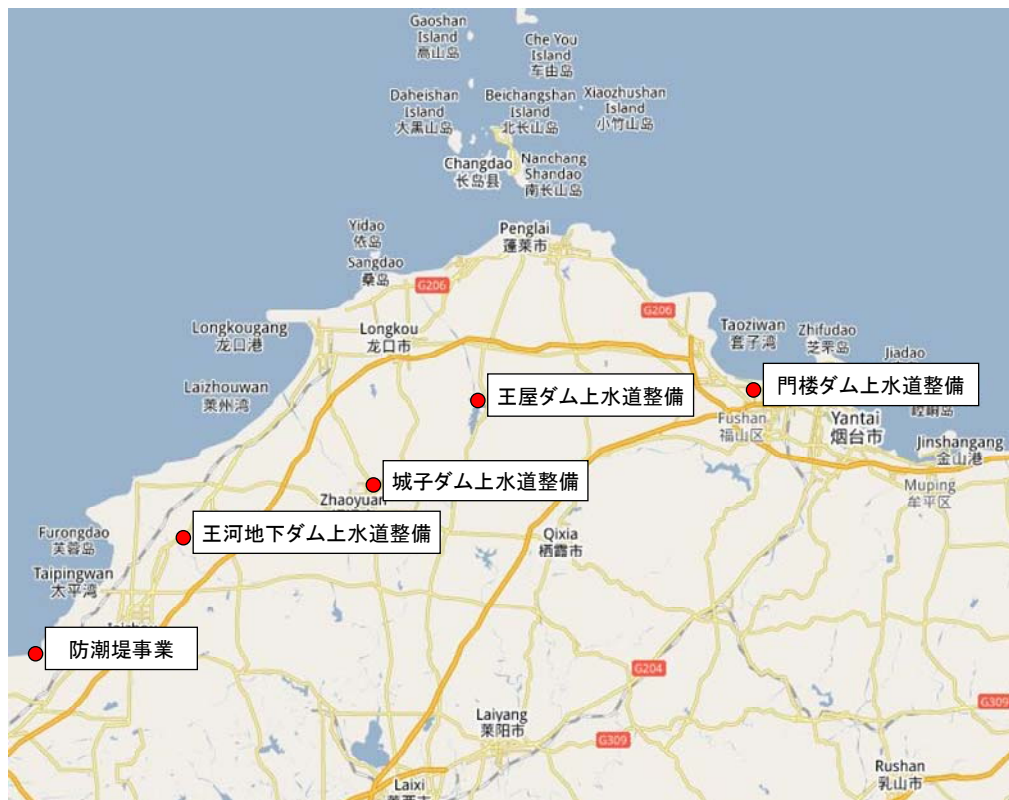 Gaoshan
Island
高山岛
Che You
Island
车由岛
Daheishan
Island
大黑山岛
Beichangshan
Island
北长山岛
Xiaozhushan
Island
小竹山岛
Changdao
长岛县
Nanchang
Shandao
南长山岛
Yidao
依岛
Penglai
蓬莱市
Sangdao
桑岛
G206
G206
Longkougang
龙口港
Longkou
龙口市
Taoziwan
套子湾
Zhifudao
芝罘岛
Jiadao
Laizhouwan
莱州湾
王屋ダム上水道整備
門楼ダム上水道整備
Fushan
福山区
Yantai
烟台市
Jinshangang
金山港
城子ダム上水道整備
Zhaoyuan
Muping
牟平区
王河地下ダム上水道整備
Furongdao
芙蓉岛
Qixia
栖霞市
Taipingwan
太平湾
防潮堤事業
G204
G309
Laiyang
莱阳市
G309
Rushan
乳山市
Laixi